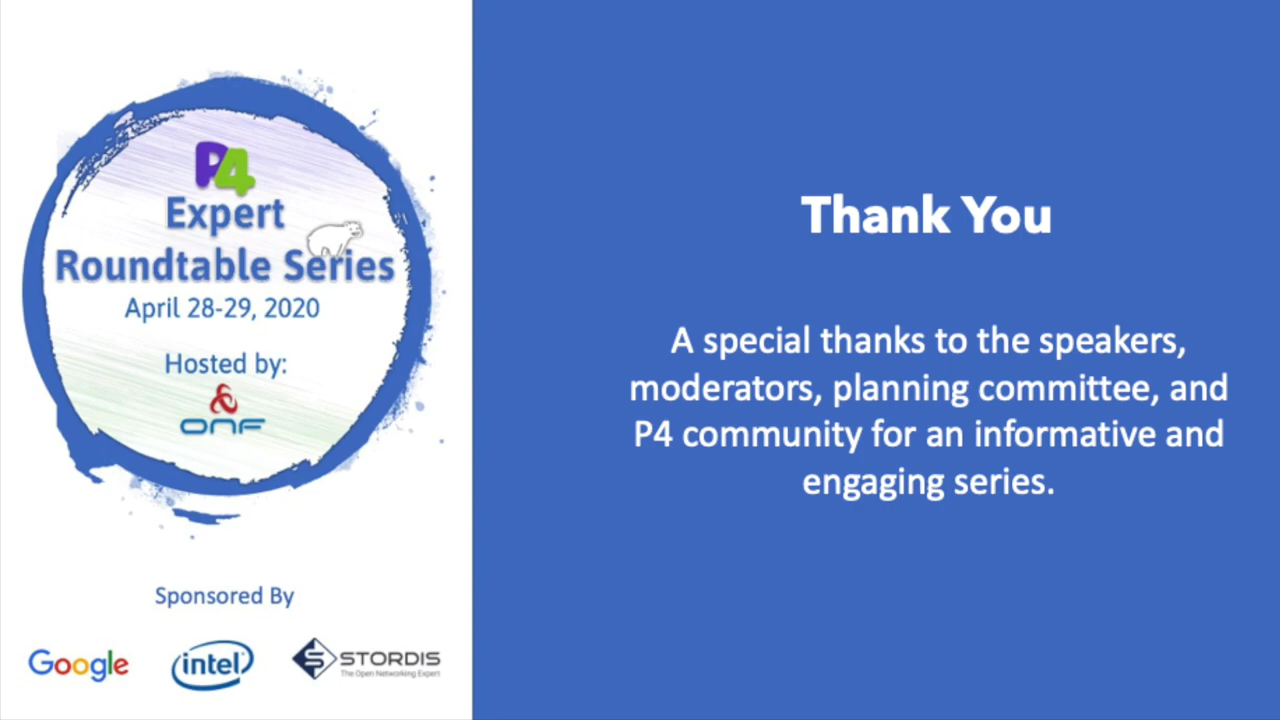 P4
Expert
Roundtable Series
April 28-29, 2020
Hosted by:
ONF
Sponsored By
Google
intel
STORDIS
The Open Networking Expert
Thank You
A special thanks to the speakers,
moderators, planning committee, and
P4 community for an informative and
engaging series.